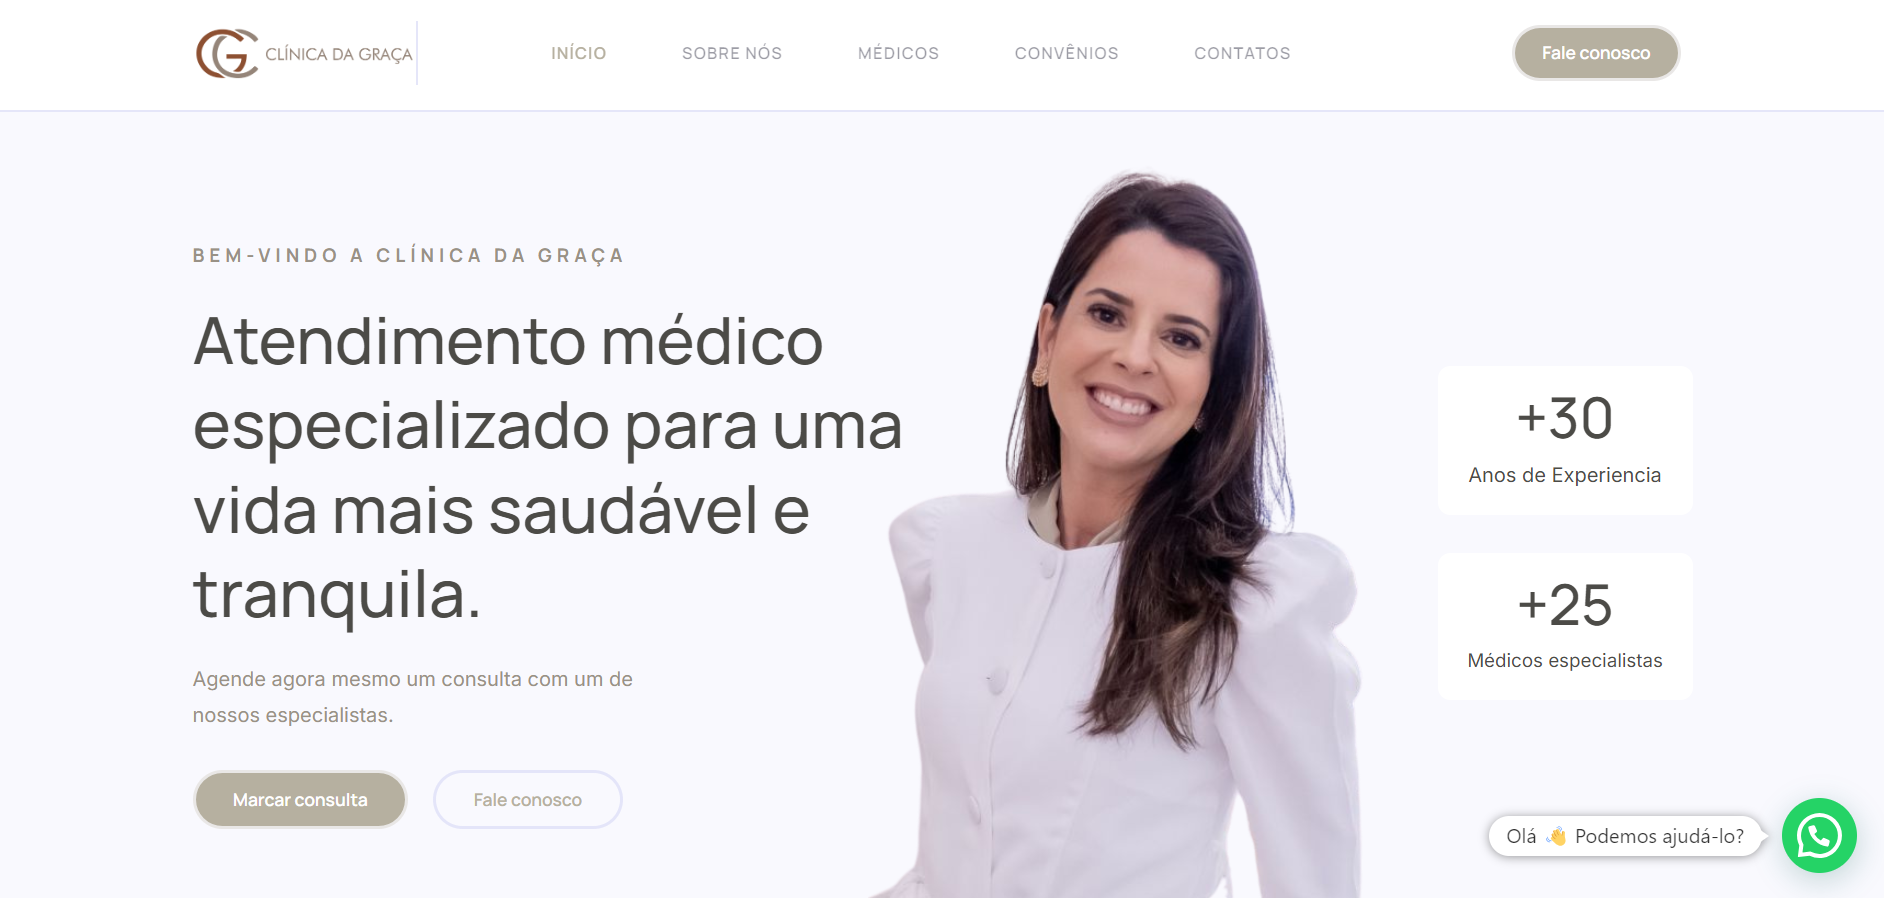 CLÍNICA DA GRAÇA
INÍCIO
SOBRE NÓS
MÉDICOS
CONVÊNIOS
CONTATOS
Fale conosco
BEM-VINDO A CLÍNICA DA GRAÇA
Atendimento médico
especializado para uma
vida mais saudável e
tranquila.
Agende agora mesmo um consulta com um de
nossos especialistas.
Marcar consulta
Fale conosco
+30
Anos de Experiencia
+25
Médicos especialistas
Olá 👋 Podemos ajudá-lo?